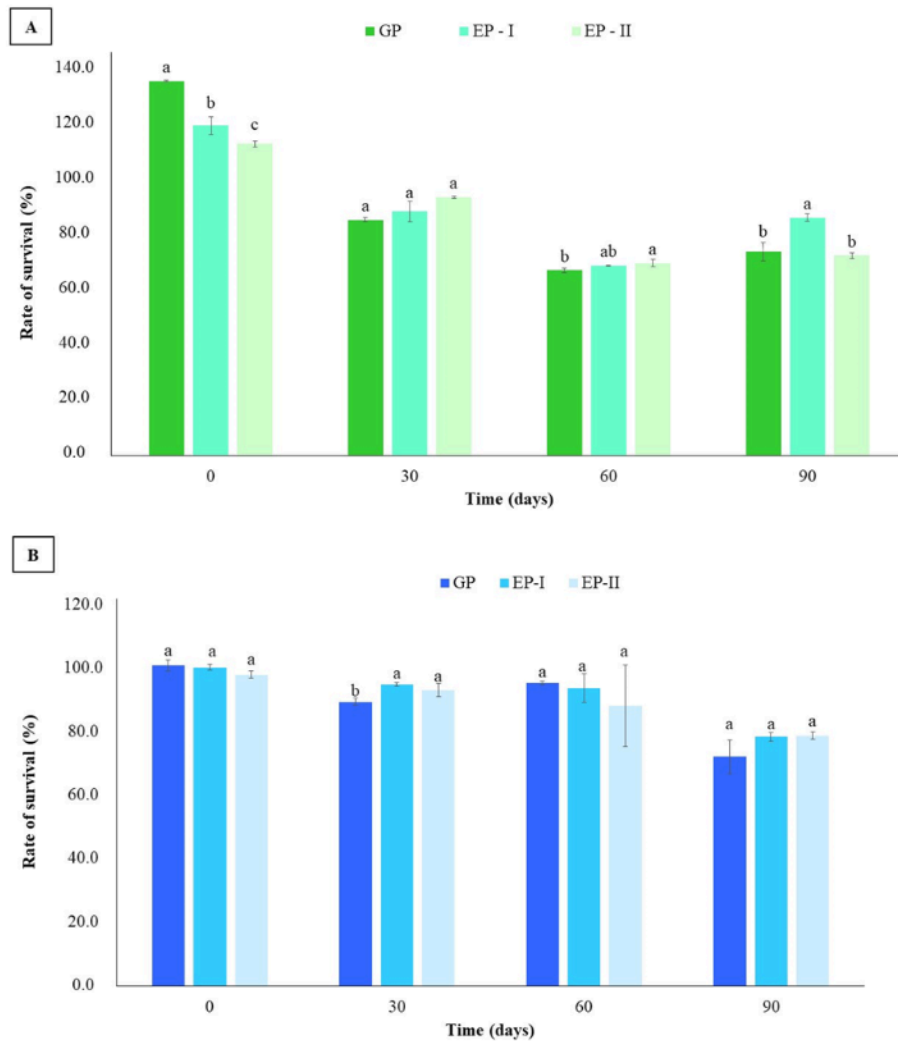 A
GP EP - I EP - II
140.0
120.0
100.0
80.0
60.0
40.0
20.0
0.0
Rate of survival (%)
a b c
a a a
b ab a
b a b
0 30 60 90
Time (days)
B
GP EP-I EP-II
120.0
100.0
80.0
60.0
40.0
20.0
0.0
Rate of survival (%)
a a a
b a a
a a a
a a a
0 30 60 90
Time (days)